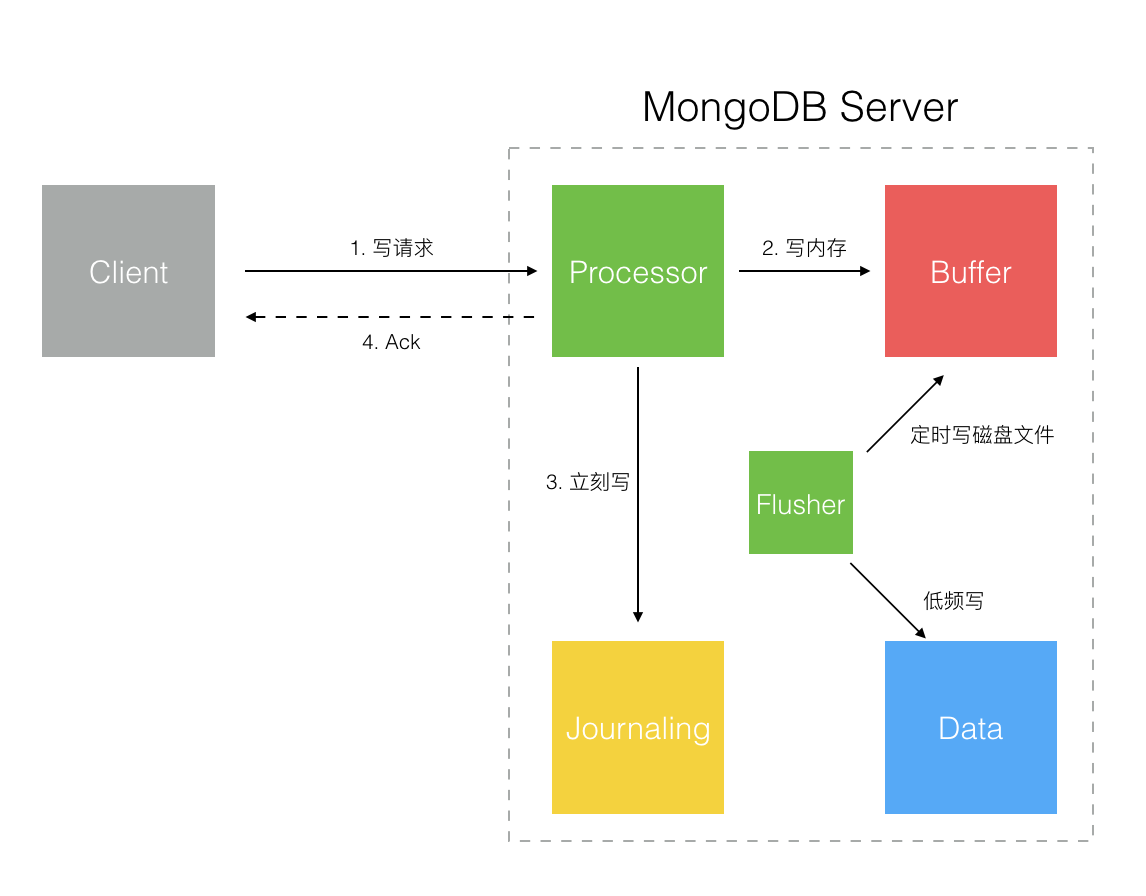 MongoDB Server
Client
1. 写请求
Processor
2. 写内存
Buffer
4. Ack
定时写磁盘文件
3. 立刻写
Flusher
低频写
Journaling
Data